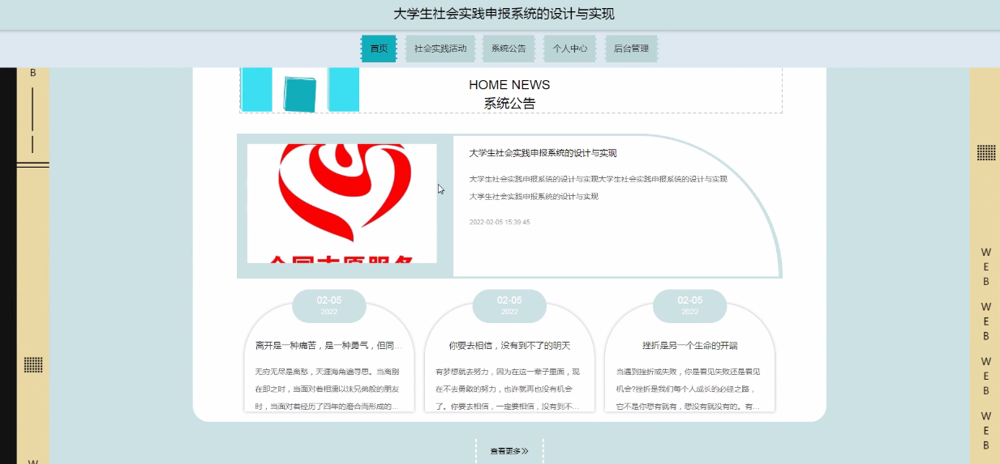 大学生社会实践申报系统的设计与实现
首页
社会实践活动
系统公告
个人中心
后台管理
B
HOME NEWS
系统公告
大学生社会实践申报系统的设计与实现
大学生社会实践申报系统的设计与实现大学生社会实践申报系统的设计与实现
大学生社会实践申报系统的设计与实现
2022-02-05 15:39:45
02-05
2022
离开是一种痛苦，是一种勇气，但同...
无穷无尽是离愁，天涯海角遍寻思。当离别
在即之时，当面对着相濡以沫兄弟般的朋友
时，当面对着经历了四年的磨合而形成的...
02-05
2022
你要去相信，没有到不了的明天
有梦想就去努力，因为在这一辈子里面，现
在不去勇敢的努力，也许就再也没有机会
了。你要去相信，一定要相信，没有到不...
02-05
2022
挫折是另一个生命的开端
当遇到挫折或失败，你是看见失败还是看见
机会?挫折是我们每个人成长的必经之路，
它不是你想有就有，想没有就没有的。有...
查看更多
W
E
B
W
E
B
W
E
B
W
E
B